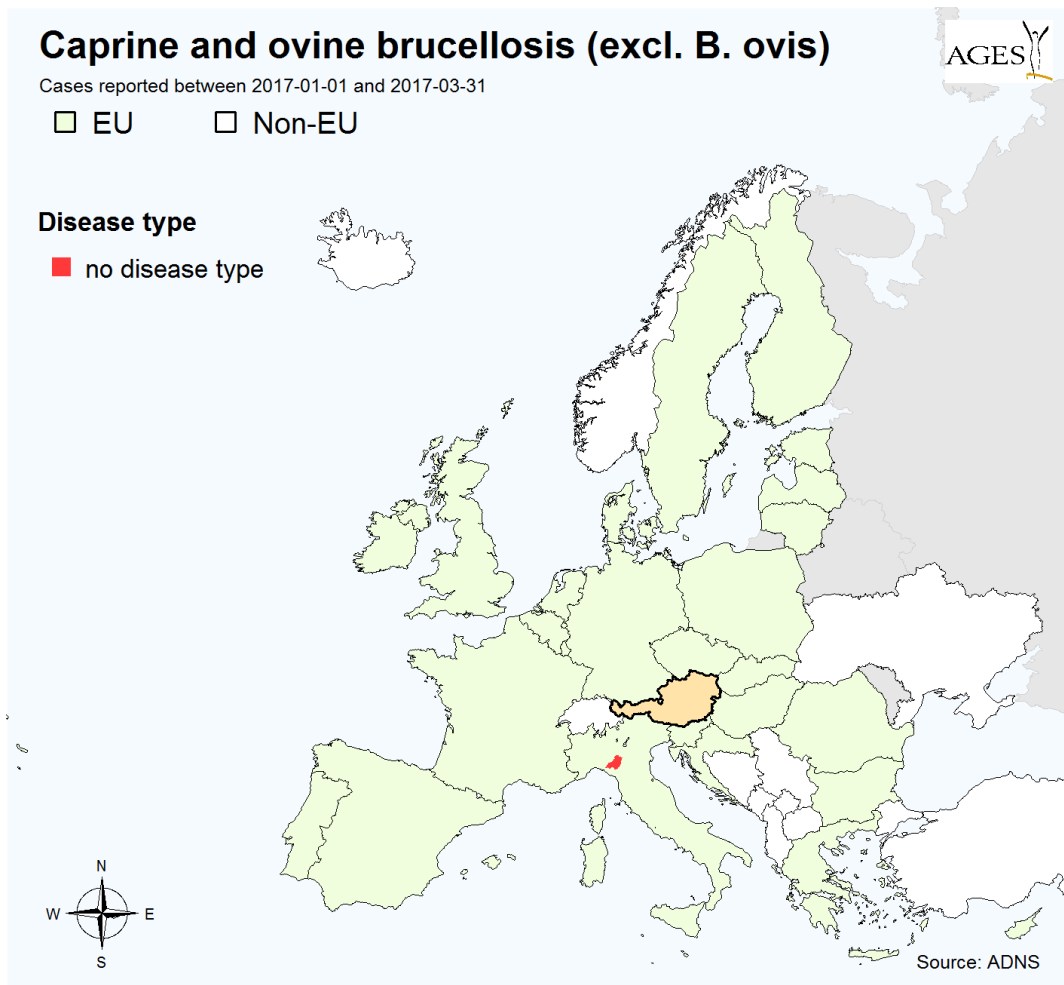 Caprine and ovine brucellosis (excl. B. ovis)
AGES
Cases reported between 2017-01-01 and 2017-03-31
EU Non-EU
Disease type
no disease type
N
W E
S
Source: ADNS